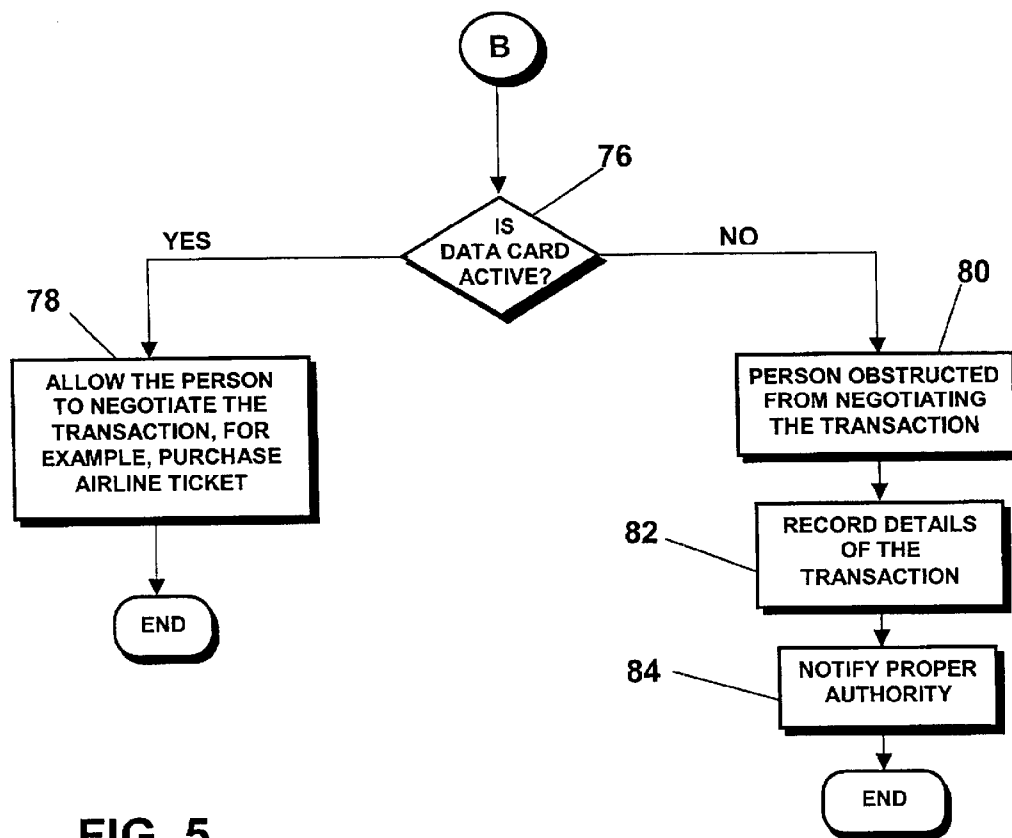 B
76
IS
DATA CARD
ACTIVE?
YES
NO
78
80
ALLOW THE PERSON
TO NEGOTIATE THE
TRANSACTION, FOR
EXAMPLE, PURCHASE
AIRLINE TICKET
PERSON OBSTRUCTED
FROM NEGOTIATING
THE TRANSACTION
82
RECORD DETAILS
OF THE
TRANSACTION
END
84
NOTIFY PROPER
AUTHORITY
END
FIG. 5